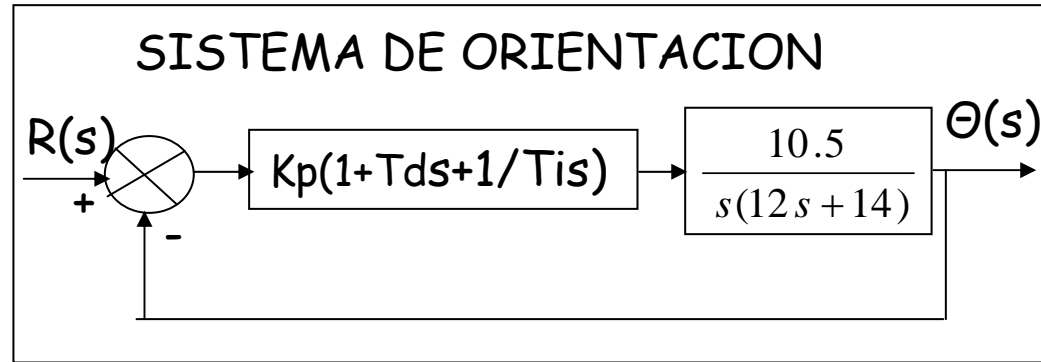 SISTEMA DE ORIENTACION
R(s)
+
-
Kp(1+Tds+1/Tis)
10.5
s(12s+14)
Θ(s)